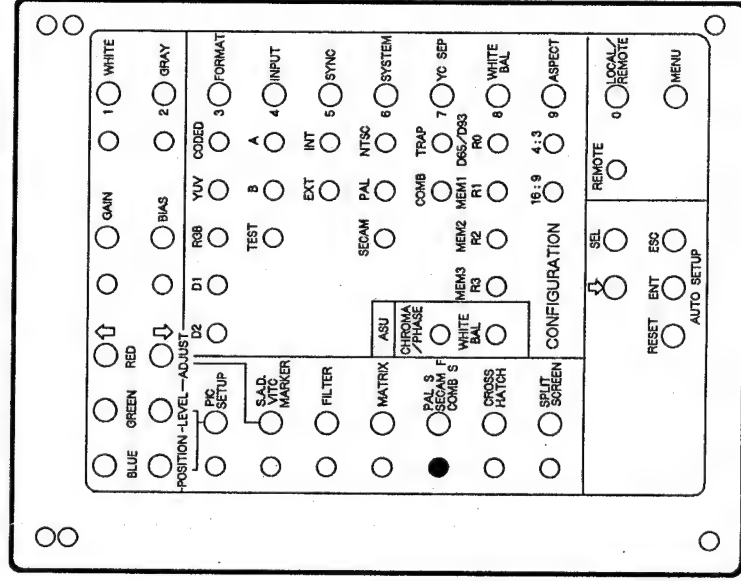 GAIN 1 WHITE
BLUE GREEN RED
BIAS 2 GRAY
-POSITION-LEVEL-ADJUST
PIC
SETUP
D2 D1 RGB YUV CODED
3 FORMAT
S.A.D.
VITC
MARKER
TEST B A
4 INPUT
FILTER
EXT INT
5 SYNC
MATRIX
ASU
SECAM PAL NTSC
6 SYSTEM
PAL S
SECAM F
COMB S
CHROMA
/PHASE
COMB TRAP
7 YC SEP
CROSS
HATCH
WHITE
BAL
MEM3 MEM2 MEM1 D65/D93
R3 R2 R1 R0
8 WHITE
BAL
SPLIT
SCREEN
CONFIGURATION
16:9 4:3
9 ASPECT
SEL
REMOTE
0 LOCAL/
REMOTE
RESET ENT ESC
AUTO SETUP
MENU